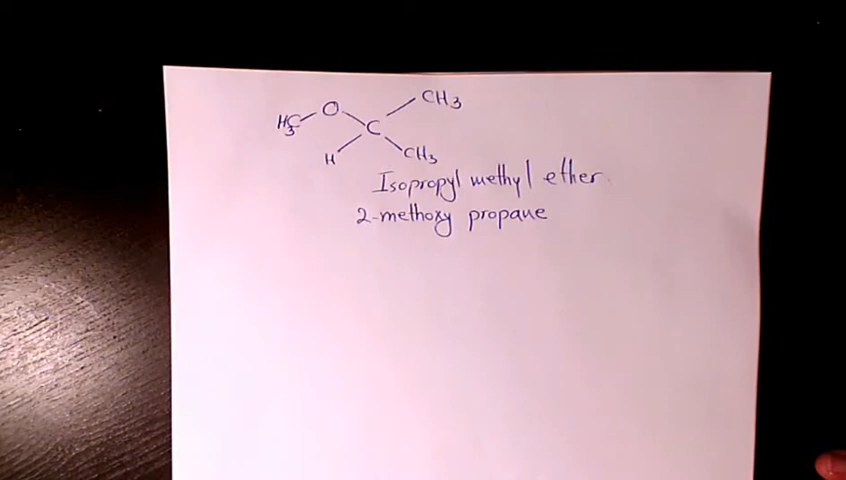 CH3
H3C O C
H CH3
Isopropyl methyl ether.
2-methoxy propane